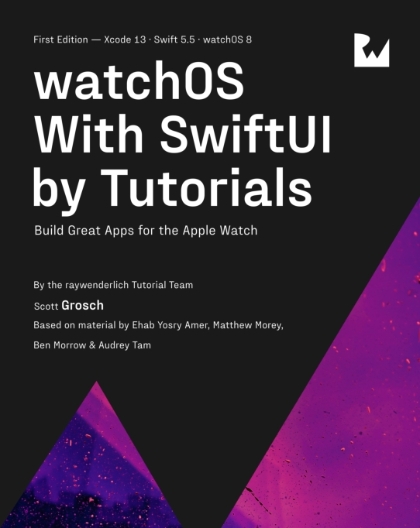 First Edition — Xcode 13 · Swift 5.5 · watchOS 8
watchOS
With SwiftUI
by Tutorials
Build Great Apps for the Apple Watch
By the raywenderlich Tutorial Team
Scott Grosch
Based on material by Ehab Yosry Amer, Matthew Morey,
Ben Morrow & Audrey Tam